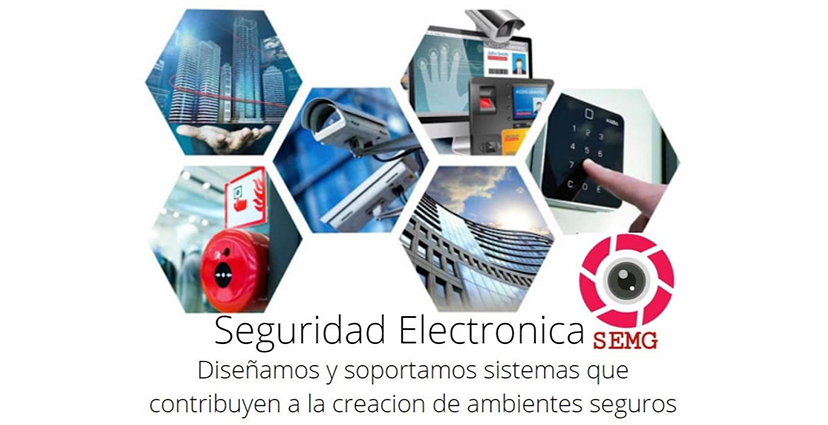 Seguridad Electronica
SEMG
Diseñamos y soportamos sistemas que
contribuyen a la creacion de ambientes seguros